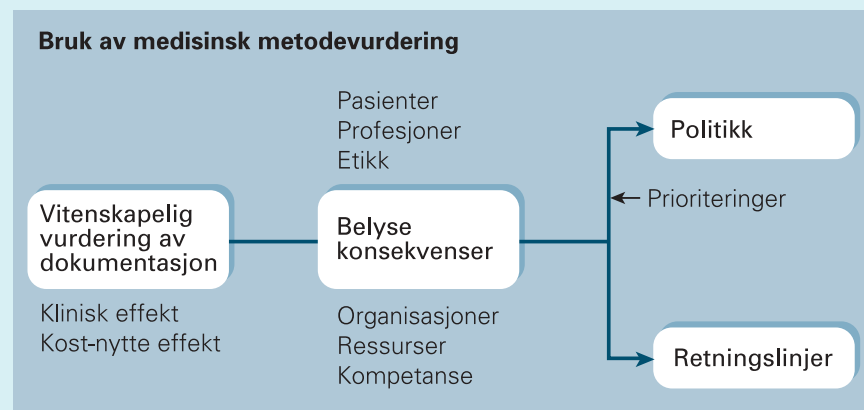 Bruk av medisinsk metodevurdering
Vitenskapelig
vurdering av
dokumentasjon
Klinisk effekt
Kost-nytte effekt
Pasienter
Profesjoner
Etikk
Belyse
konsekvenser
Organisasjoner
Ressurser
Kompetanse
Politikk
Prioriteringer
Retningslinjer